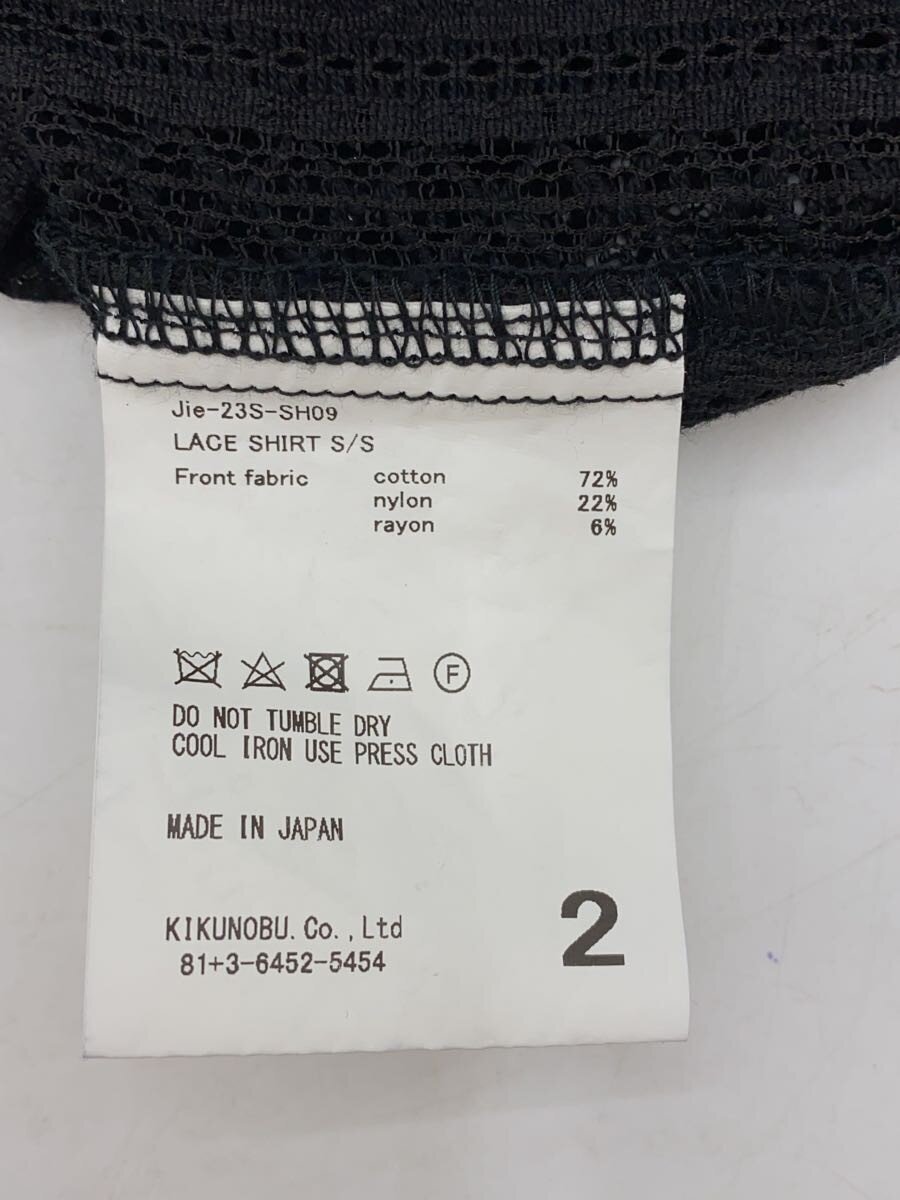 Jie-23S-SH09
LACE SHIRT S/S
Front fabric cotton 72%
nylon 22%
rayon 6%
F
DO NOT TUMBLE DRY
COOL IRON USE PRESS CLOTH
MADE IN JAPAN
KIKUNOBU.Co.,Ltd
81+3-6452-5454
2